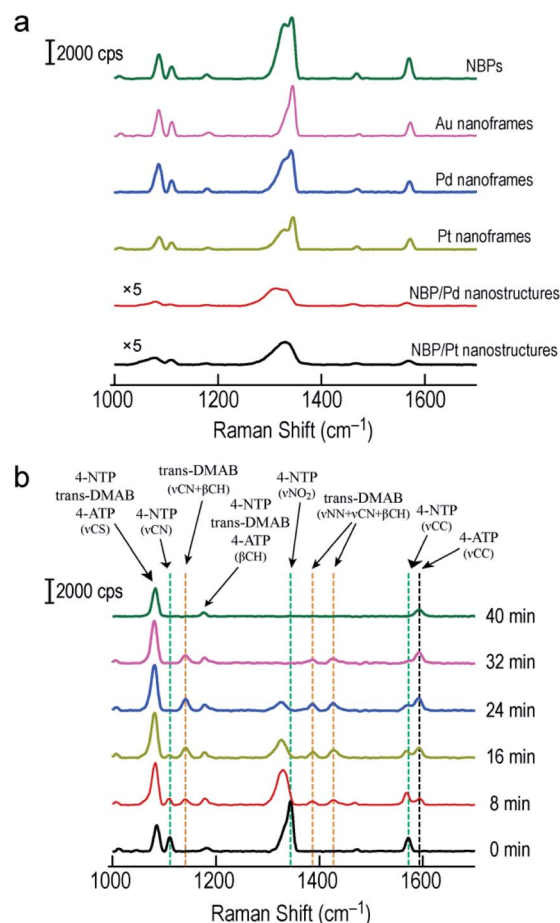 a
2000 cps
NBPs
Au nanoframes
Pd nanoframes
Pt nanoframes
×5
NBP/Pd nanostructures
×5
NBP/Pt nanostructures
1000 1200 1400 1600
Raman Shift (cm⁻¹)
b
4-NTP
trans-DMAB
4-ATP
(νCS)
4-NTP
(νCN)
trans-DMAB
(νCN+βCH)
4-NTP
trans-DMAB
4-ATP
(βCH)
4-NTP
(νNO₂)
trans-DMAB
(νNN+νCN+βCH)
4-NTP
(νCC)
4-ATP
(νCC)
2000 cps
40 min
32 min
24 min
16 min
8 min
0 min
1000 1200 1400 1600
Raman Shift (cm⁻¹)